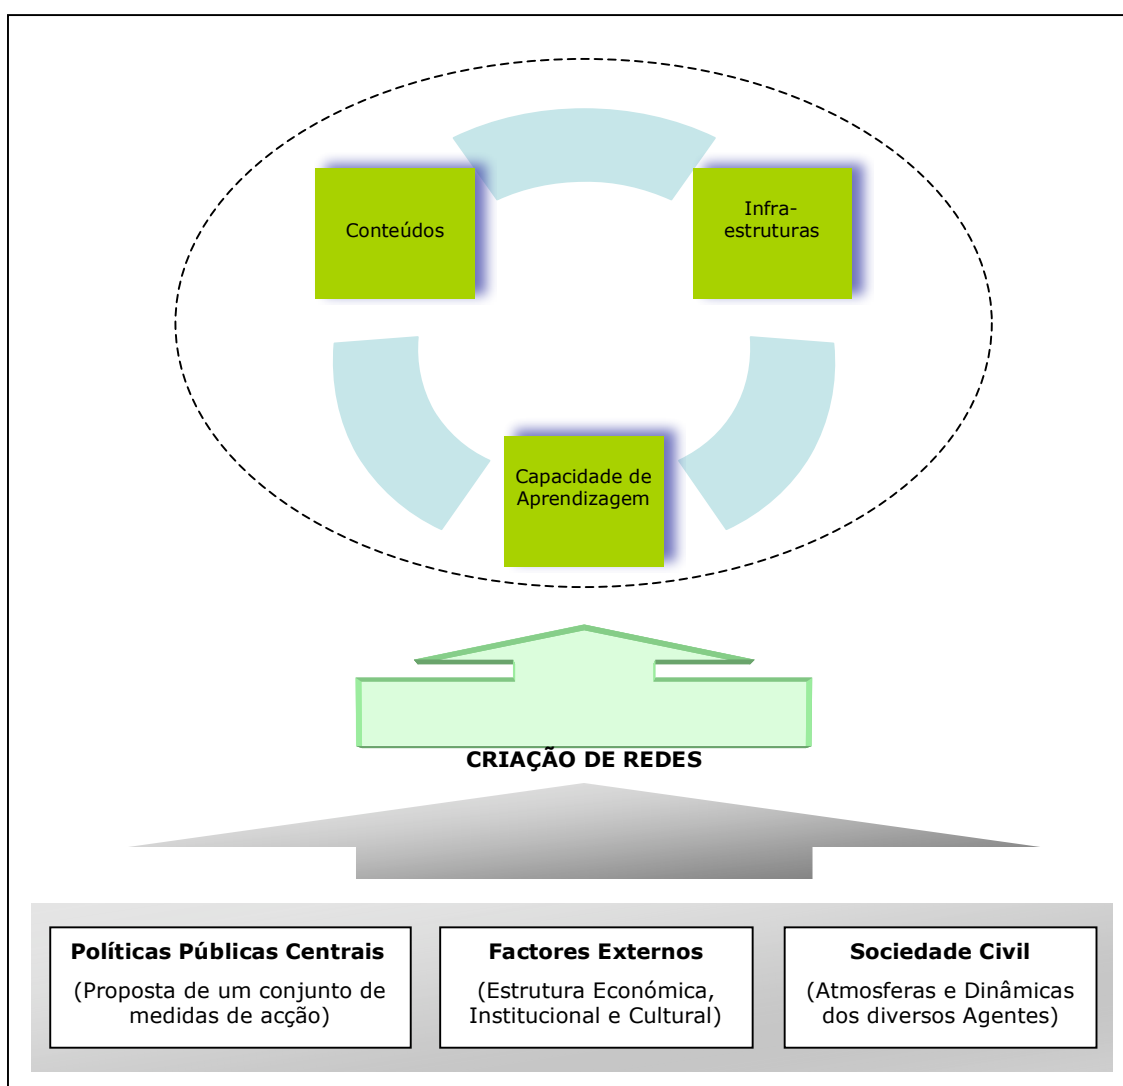 Conteúdos
Infra-
estruturas
Capacidade de
Aprendizagem
CRIAÇÃO DE REDES
Políticas Públicas Centrais
(Proposta de um conjunto de
medidas de acção)
Factores Externos
(Estrutura Económica,
Institucional e Cultural)
Sociedade Civil
(Atmosferas e Dinâmicas
dos diversos Agentes)